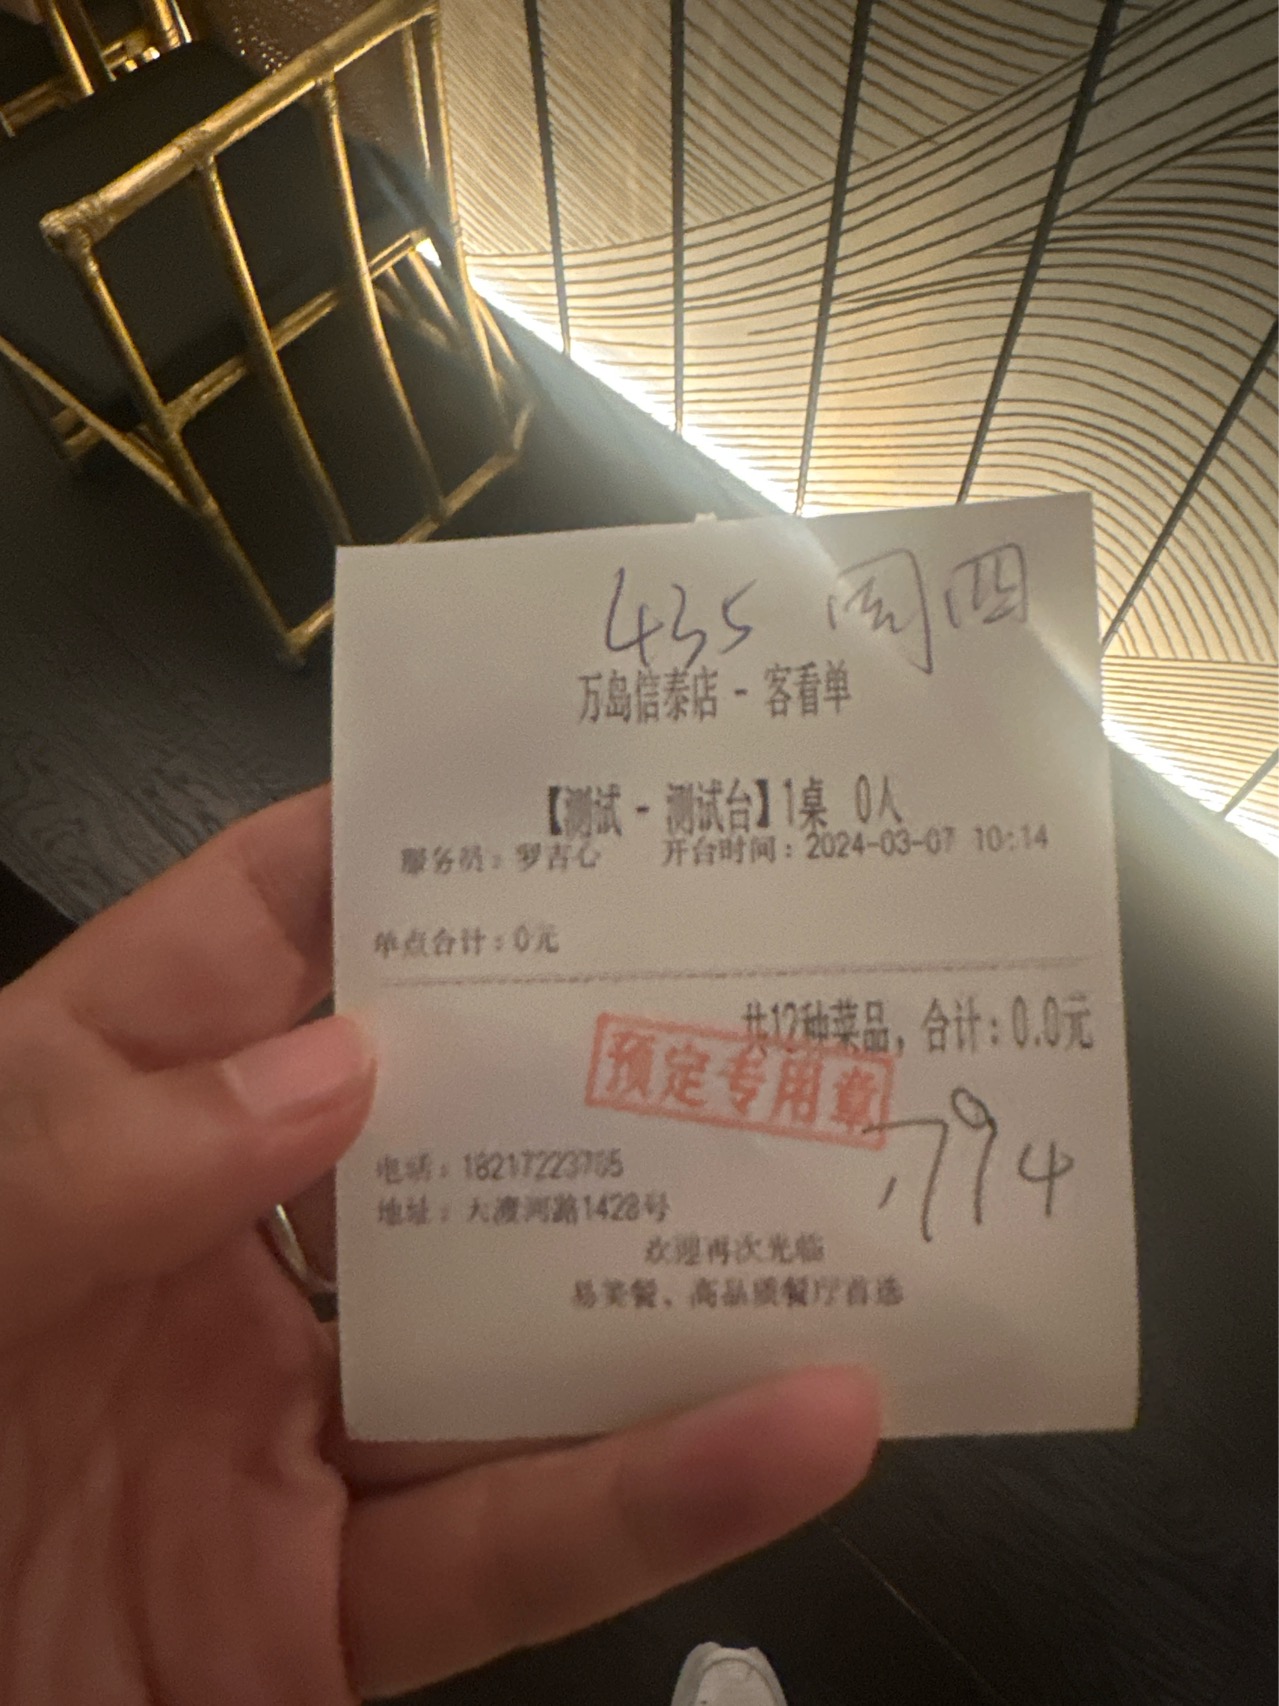 435 周四
万岛信泰店 - 客看单
【测试 - 测试台】1桌 0人
服务员：罗吉心 开台时间：2024-03-07 10:14
单点合计：0元
共12种菜品，合计：0.0元
预定专用章
794
电话：18217223765
地址：大渡河路1428号
欢迎再次光临
易美餐、高品质餐厅首选